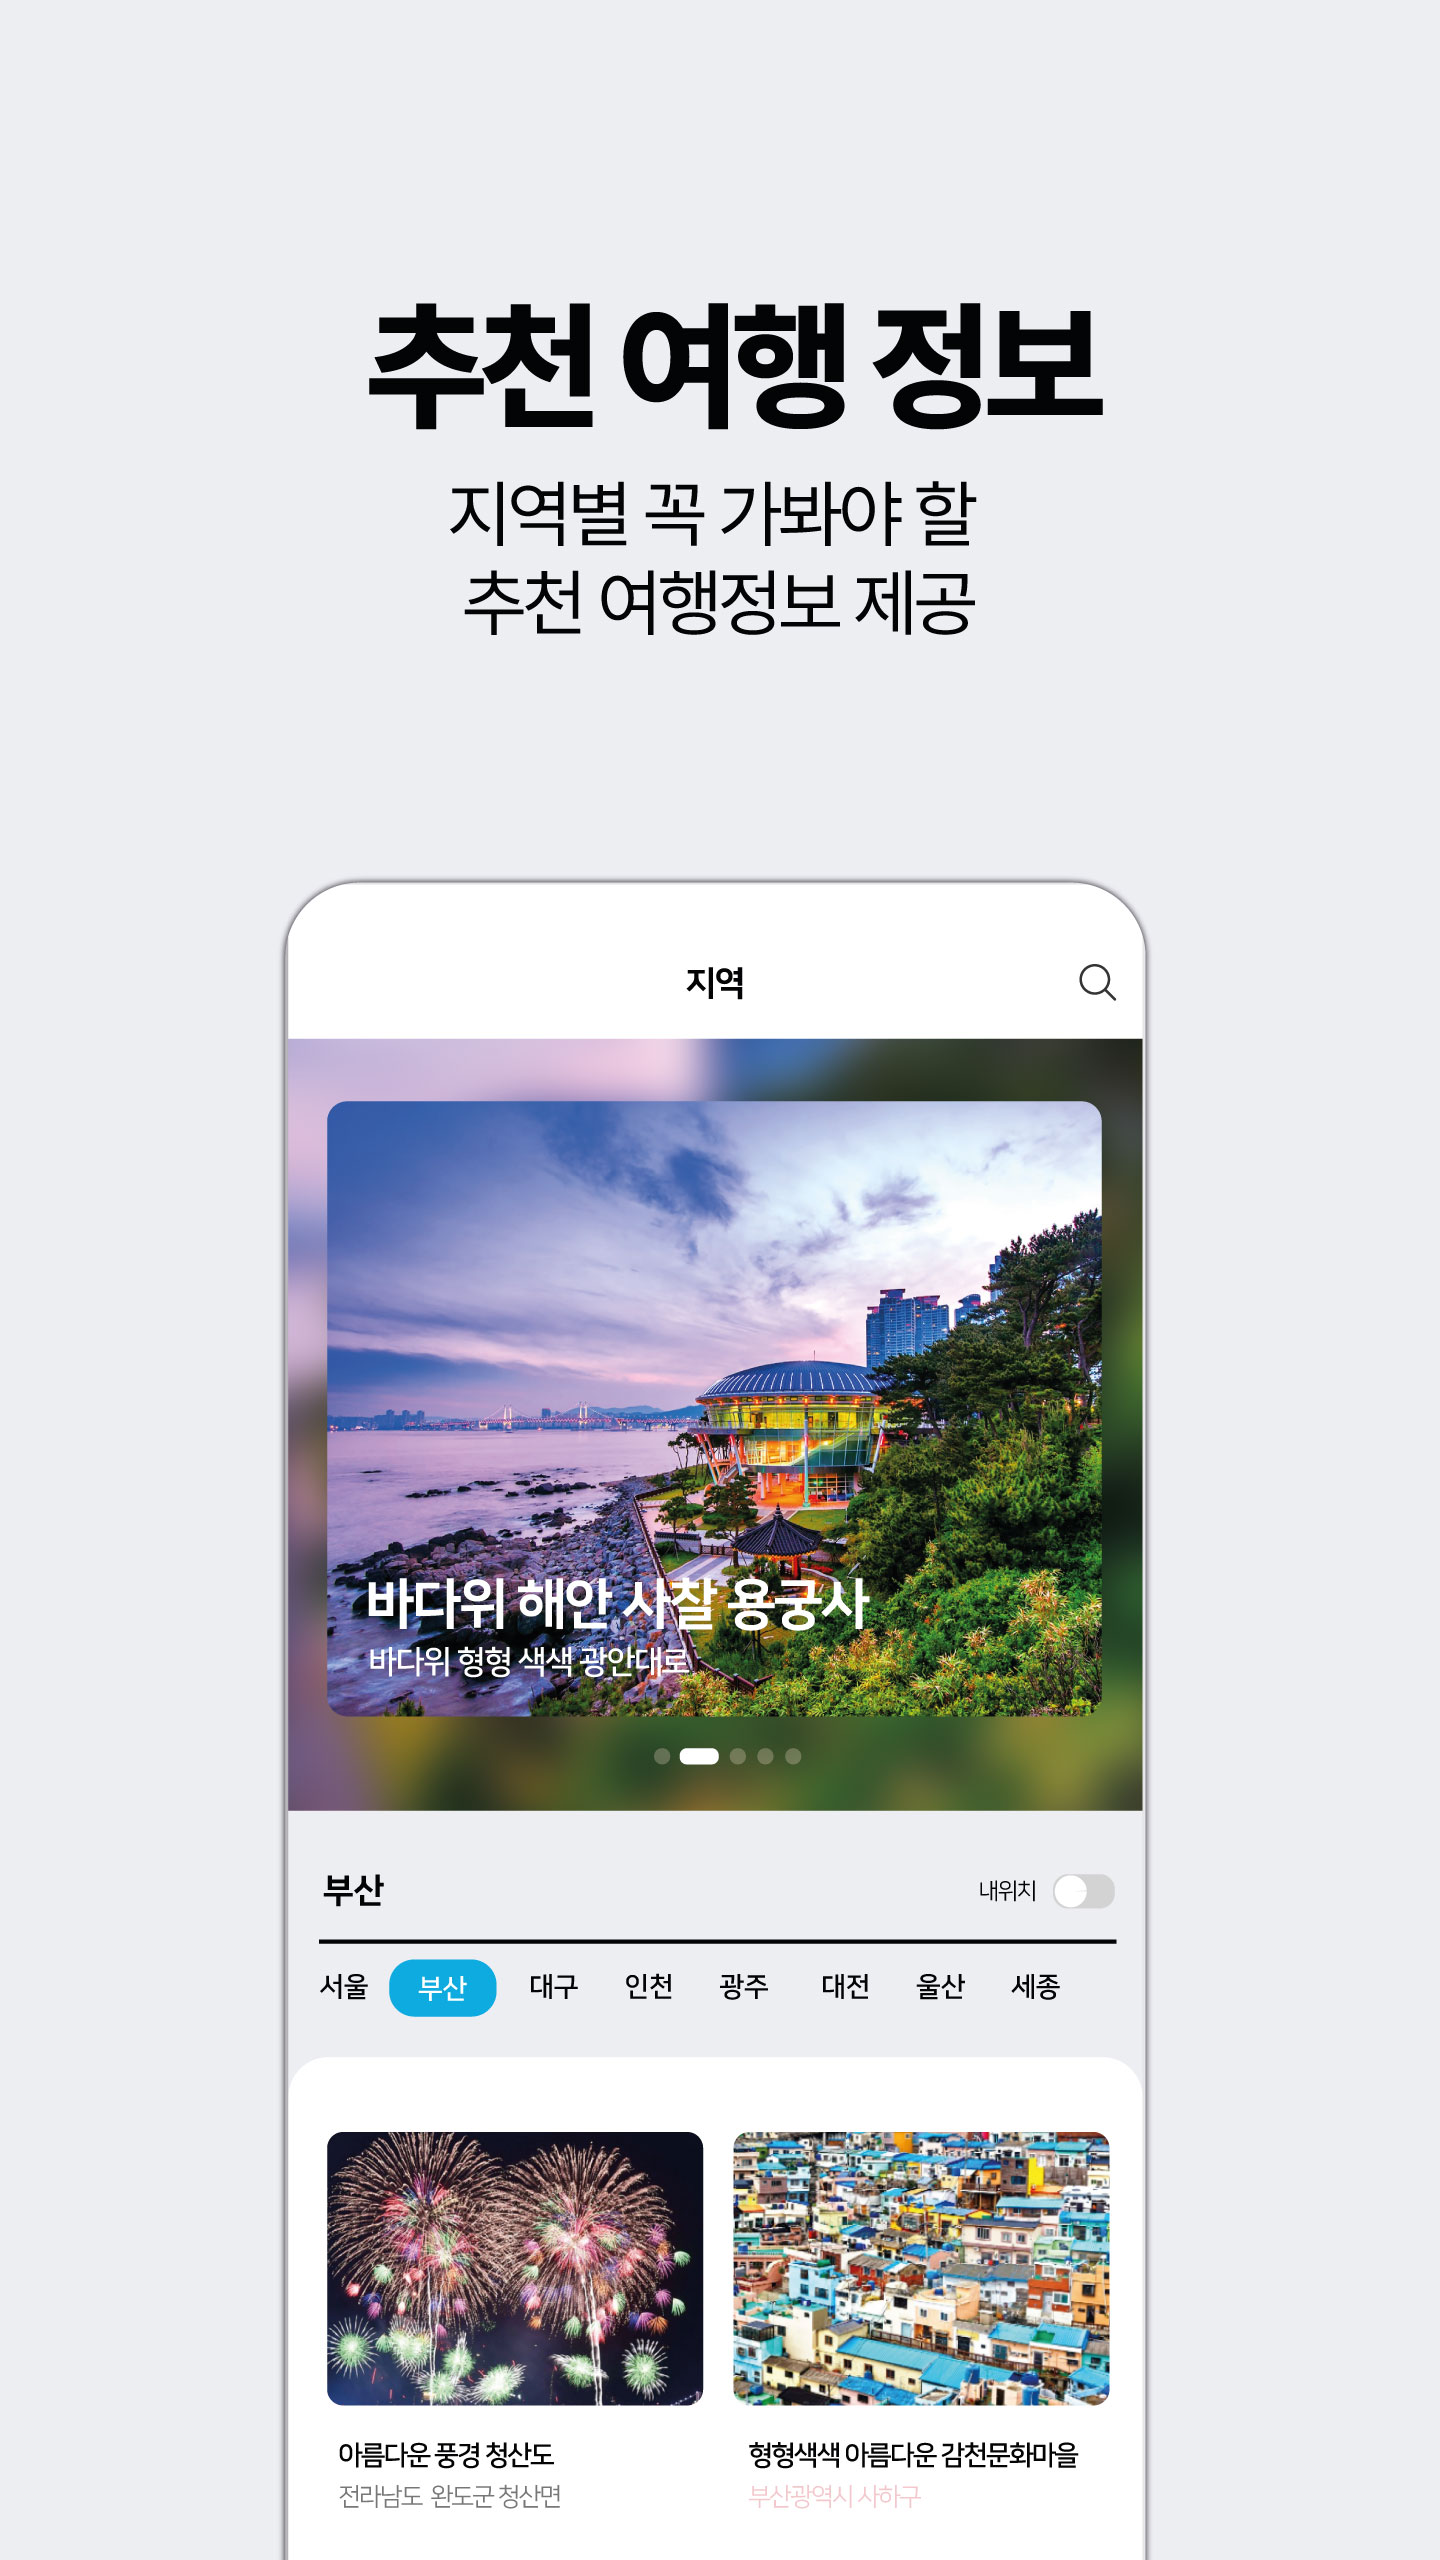 추천 여행 정보
지역별 꼭 가봐야 할
추천 여행정보 제공
지역
바다위 해안 사찰 용궁사
바다위 형형 색색 광안대로
부산
내위치
서울 부산 대구 인천 광주 대전 울산 세종
아름다운 풍경 청산도
전라남도 완도군 청산면
형형색색 아름다운 감천문화마을
부산광역시 사하구